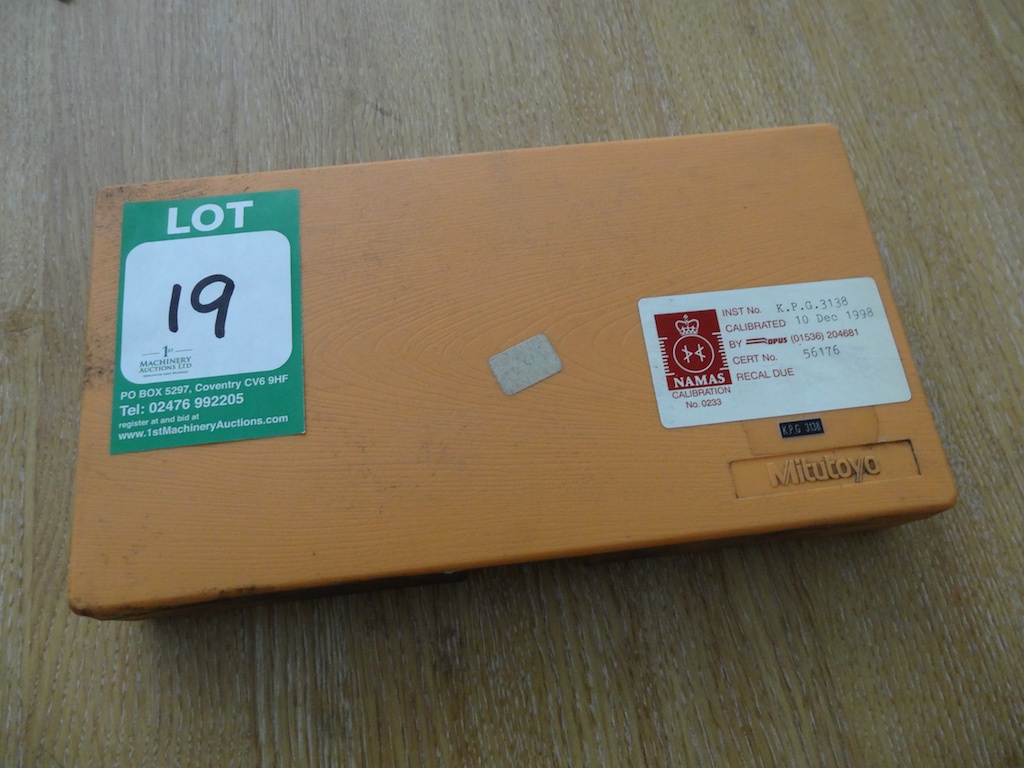 LOT
19
1st
MACHINERY
AUCTIONS LTD
PO BOX 5297, Coventry CV6 9HF
Tel: 02476 992205
register at and bid at
www.1stMachineryAuctions.com
INST No. K.P.G.3138
CALIBRATED 10 Dec 1998
BY OPUS (01536) 204681
CERT No. 56176
RECAL DUE
NAMAS
CALIBRATION
No. 0233
K.P.G 3138
Mitutoyo